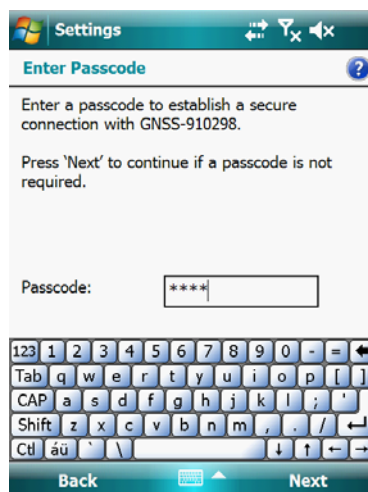 Settings
Enter Passcode
Enter a passcode to establish a secure
connection with GNSS-910298.
Press ‘Next’ to continue if a passcode is not
required.
Passcode: ****
123 1 2 3 4 5 6 7 8 9 0 - =
Tab q w e r t y u i o p [ ]
CAP a s d f g h j k l ; '
Shift z x c v b n m , . /
Ctl áü ` \
Back Next